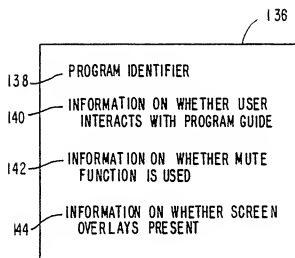 136
138 PROGRAM IDENTIFIER
140 INFORMATION ON WHETHER USER
INTERACTS WITH PROGRAM GUIDE
142 INFORMATION ON WHETHER MUTE
FUNCTION IS USED
144 INFORMATION ON WHETHER SCREEN
OVERLAYS PRESENT